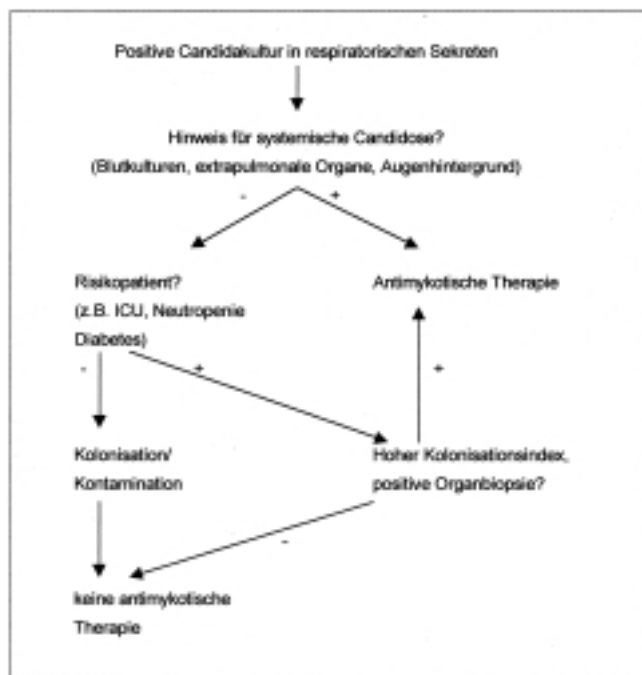 Positive Candidakultur in respiratorischen Sekreten
Hinweis für systemische Candidose?
(Blutkulturen, extrapulmonale Organe, Augenhintergrund)
- +
Risikopatient?
(z.B. ICU, Neutropenie
Diabetes)
Antimykotische Therapie
- + +
Kolonisation/
Kontamination
Hoher Kolonisationsindex,
positive Organbiopsie?
-
keine antimykotische
Therapie